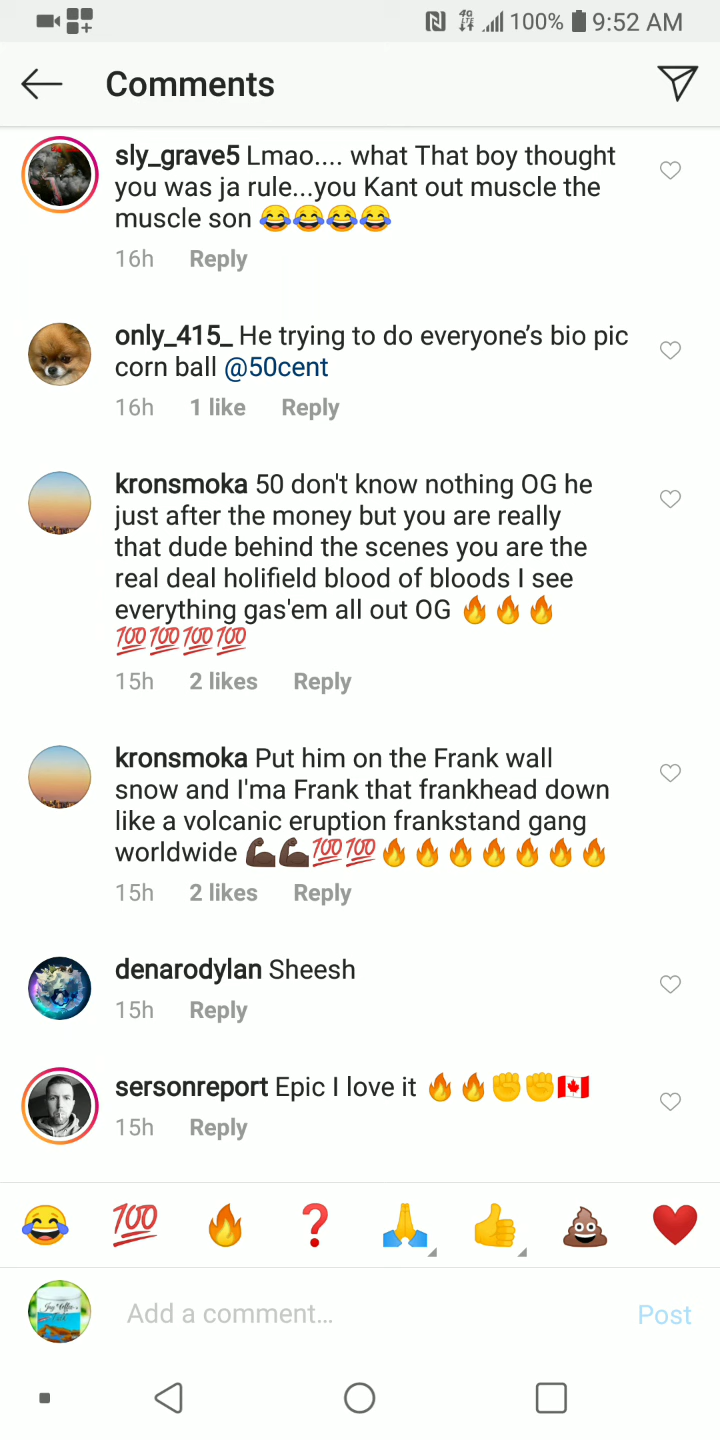 4G LTE 100% 9:52 AM
Comments
sly_grave5 Lmao.... what That boy thought
you was ja rule...you Kant out muscle the
muscle son 😂😂😂😂
16h Reply
only_415_ He trying to do everyone's bio pic
corn ball @50cent
16h 1 like Reply
kronsmoka 50 don't know nothing OG he
just after the money but you are really
that dude behind the scenes you are the
real deal holifield blood of bloods I see
everything gas'em all out OG 🔥🔥🔥
💯💯💯💯
15h 2 likes Reply
kronsmoka Put him on the Frank wall
snow and I'ma Frank that frankhead down
like a volcanic eruption frankstand gang
worldwide 💪🏿💪🏿💯💯🔥🔥🔥🔥🔥🔥🔥
15h 2 likes Reply
denarodylan Sheesh
15h Reply
sersonreport Epic I love it 🔥🔥✊✊🇨🇦
15h Reply
😂 💯 🔥 ❓ 🙏 👍 💩 ❤️
Add a comment... Post